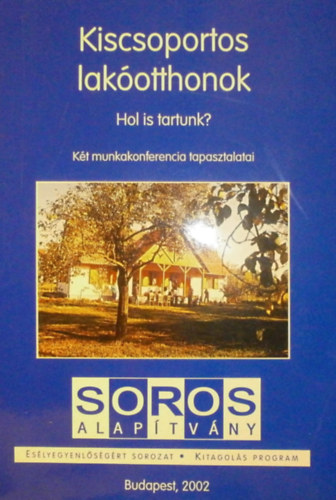 Kiscsoportos
lakóotthonok
Hol is tartunk?
Két munkakonferencia tapasztalatai
SOROS
ALAPÍTVÁNY
ESÉLYEGYENLŐSÉGÉRT SOROZAT • KITAGOLÁS PROGRAM
Budapest, 2002